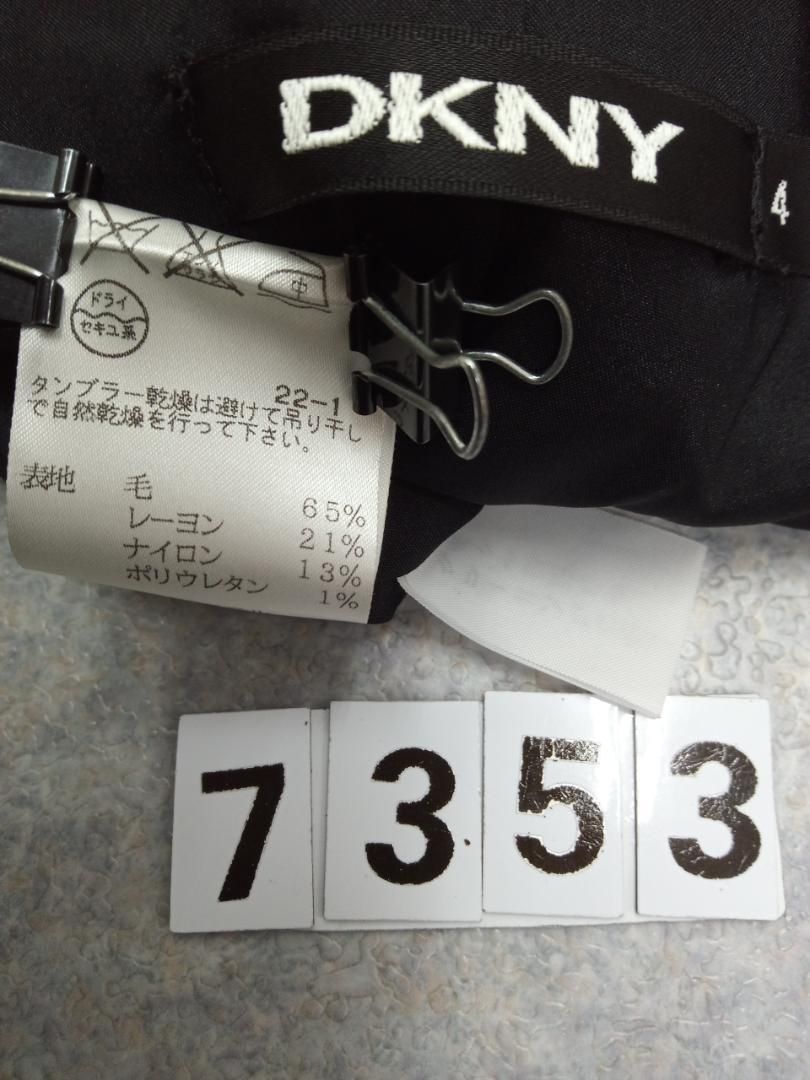 DKNY
4
中
ドライ
セキユ系
22-1
タンブラー乾燥は避けて吊り干し
で自然乾燥を行って下さい。
表地 毛 65%
レーヨン 21%
ナイロン 13%
ポリウレタン 1%
7353